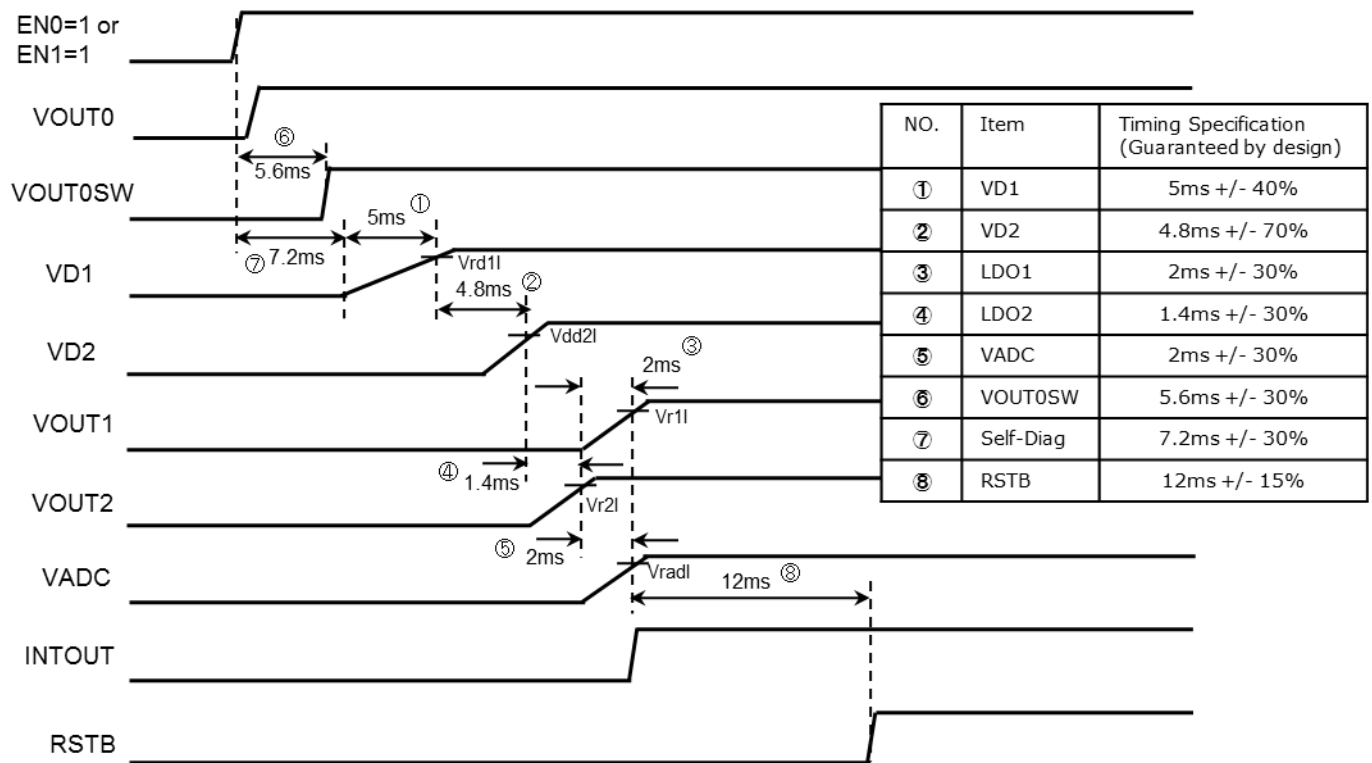 EN0=1 or
EN1=1
VOUT0
⑥
5.6ms
VOUT0SW
5ms ①
⑦ 7.2ms
VD1
Vrd1l
4.8ms ②
VD2
Vdd2l
2ms ③
VOUT1
Vr1l
④ 1.4ms
VOUT2
Vr2l
⑤ 2ms
VADC
Vradl
12ms ⑧
INTOUT
RSTB
NO. Item Timing Specification
(Guaranteed by design)
① VD1 5ms +/- 40%
② VD2 4.8ms +/- 70%
③ LDO1 2ms +/- 30%
④ LDO2 1.4ms +/- 30%
⑤ VADC 2ms +/- 30%
⑥ VOUT0SW 5.6ms +/- 30%
⑦ Self-Diag 7.2ms +/- 30%
⑧ RSTB 12ms +/- 15%